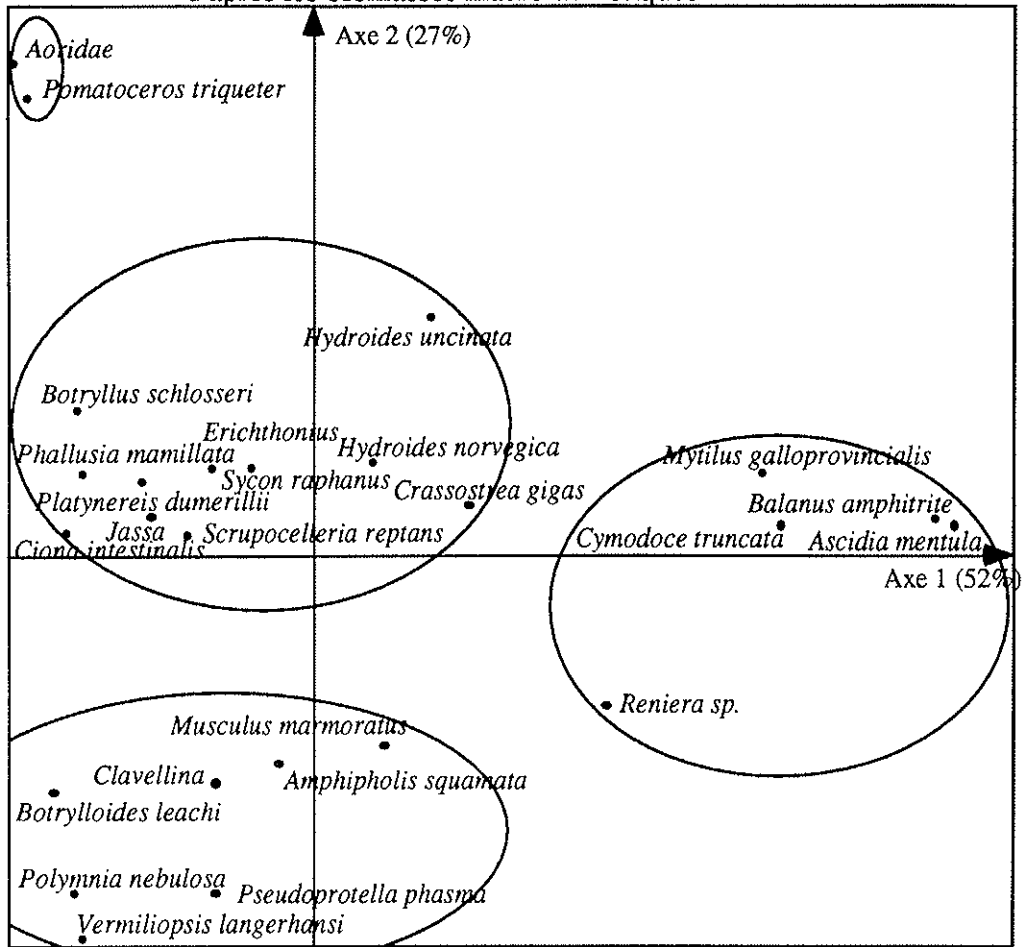 Axe 2 (27%)
Aoridae
Pomatoceros triqueter
Hydroides uncinata
Botryllus schlosseri
Erichthonius
Hydroides norvegica
Phallusia mamillata
Sycon raphanus
Crassostrea gigas
Platynereis dumerillii
Jassa
Scrupocelleria reptans
Ciona intestinalis
Mytilus galloprovincialis
Balanus amphitrite
Cymodoce truncata
Ascidia mentula
Axe 1 (52%)
Reniera sp.
Musculus marmoratus
Clavellina
Amphipholis squamata
Botrylloides leachi
Polymnia nebulosa
Pseudoprotella phasma
Vermiliopsis langerhansi